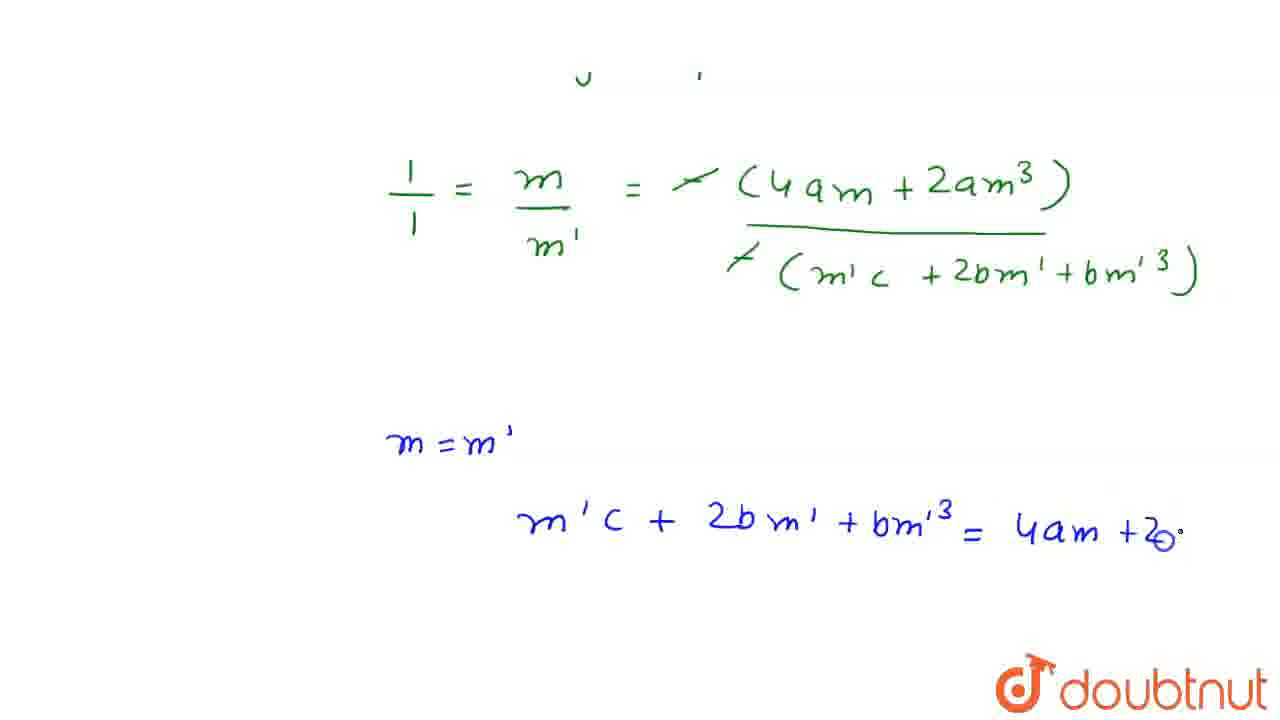 1/1 = m/m' = -(4am + 2am³)/-(m'c + 2bm' + bm'³)
m = m'
m'c + 2bm' + bm'³ = 4am + 2
doubtnut